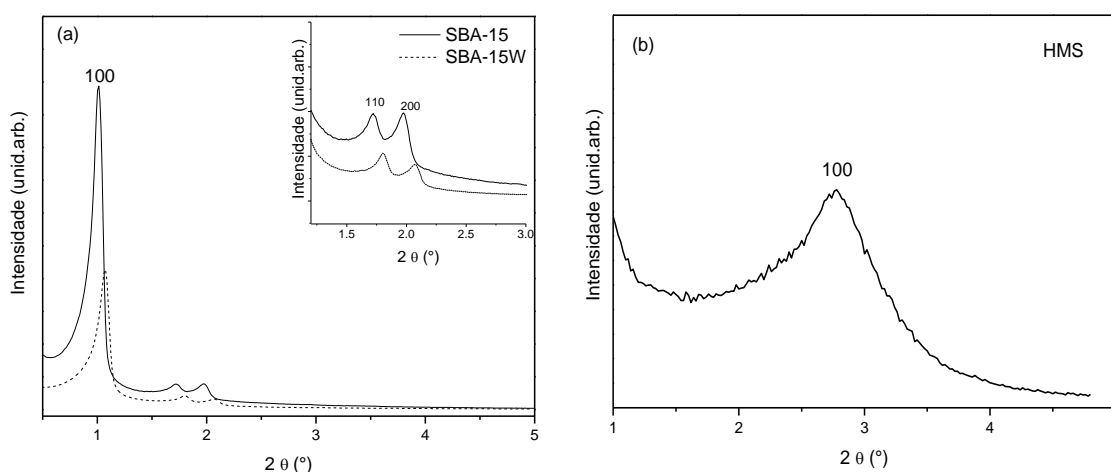 (a)
SBA-15
SBA-15W
100
110
200
Intensidade (unid.arb.)
1.5 2.0 2.5 3.0
2 θ (°)
Intensidade (unid.arb.)
1 2 3 4 5
2 θ (°)
(b)
HMS
100
Intensidade (unid.arb.)
1 2 3 4
2 θ (°)